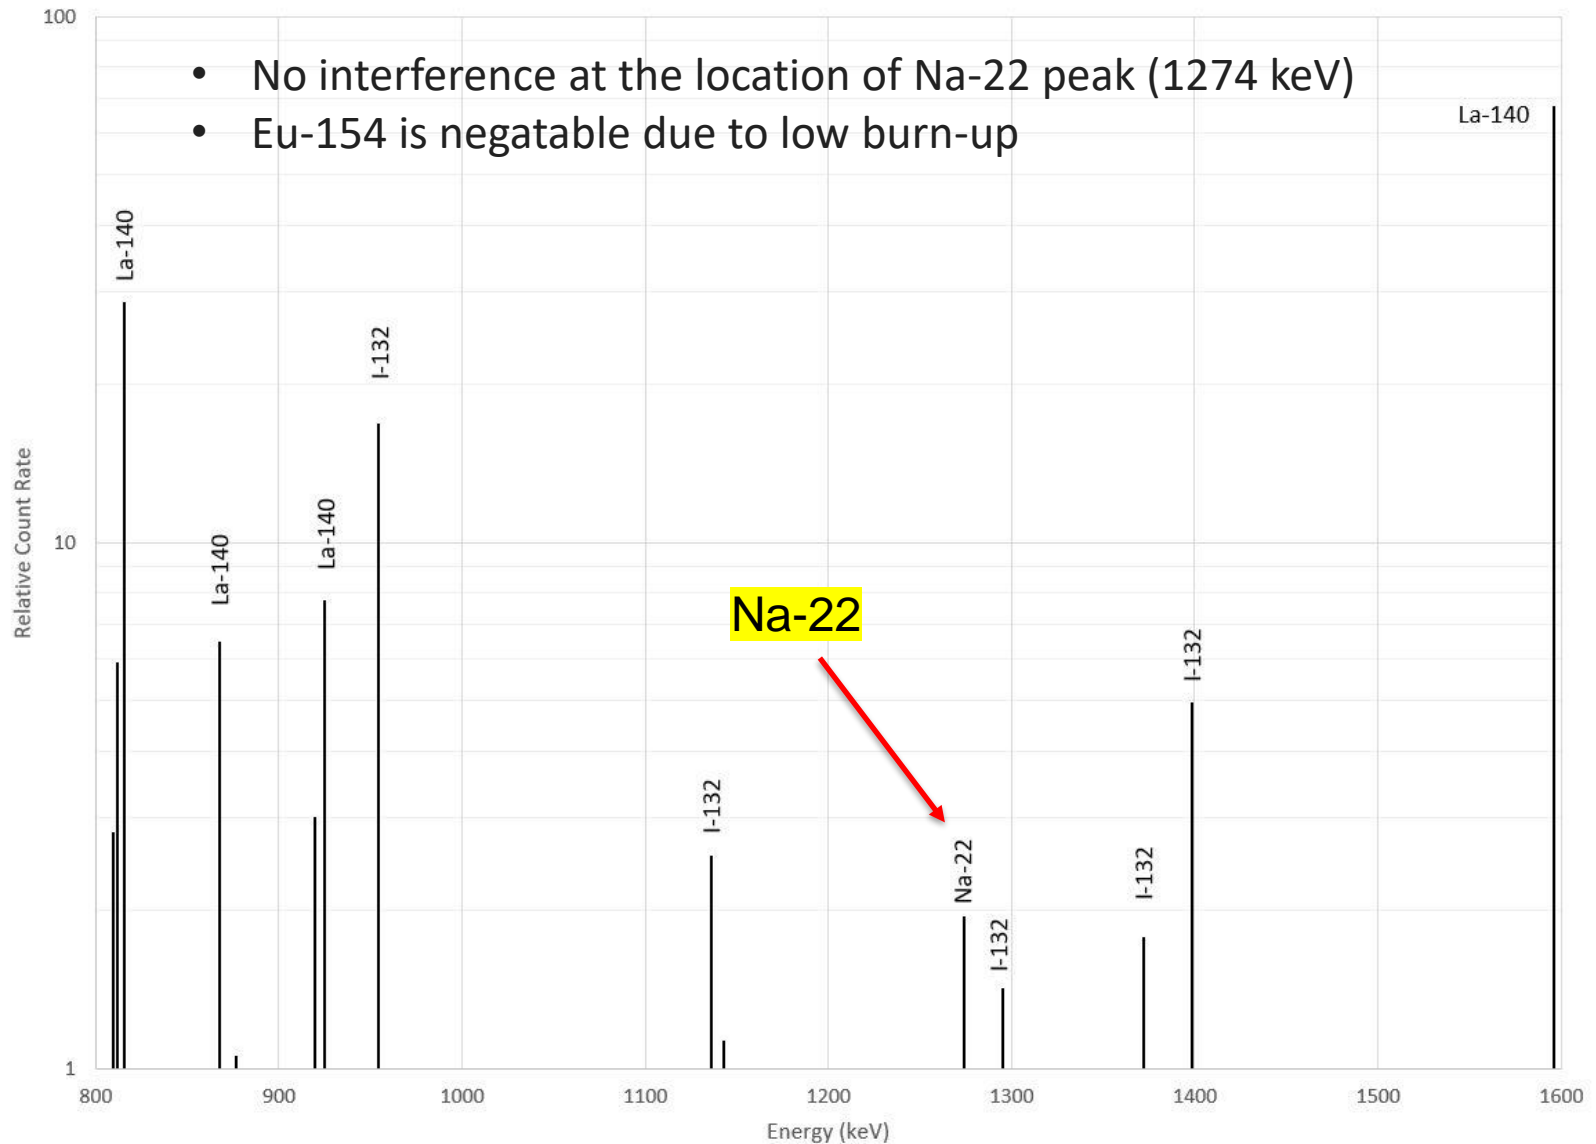 100
• No interference at the location of Na-22 peak (1274 keV)
• Eu-154 is negatable due to low burn-up
La-140
La-140
I-132
La-140
La-140
Relative Count Rate
10
Na-22
I-132
I-132
Na-22
I-132
I-132
1
800
900
1000
1100
1200
1300
1400
1500
1600
Energy (keV)